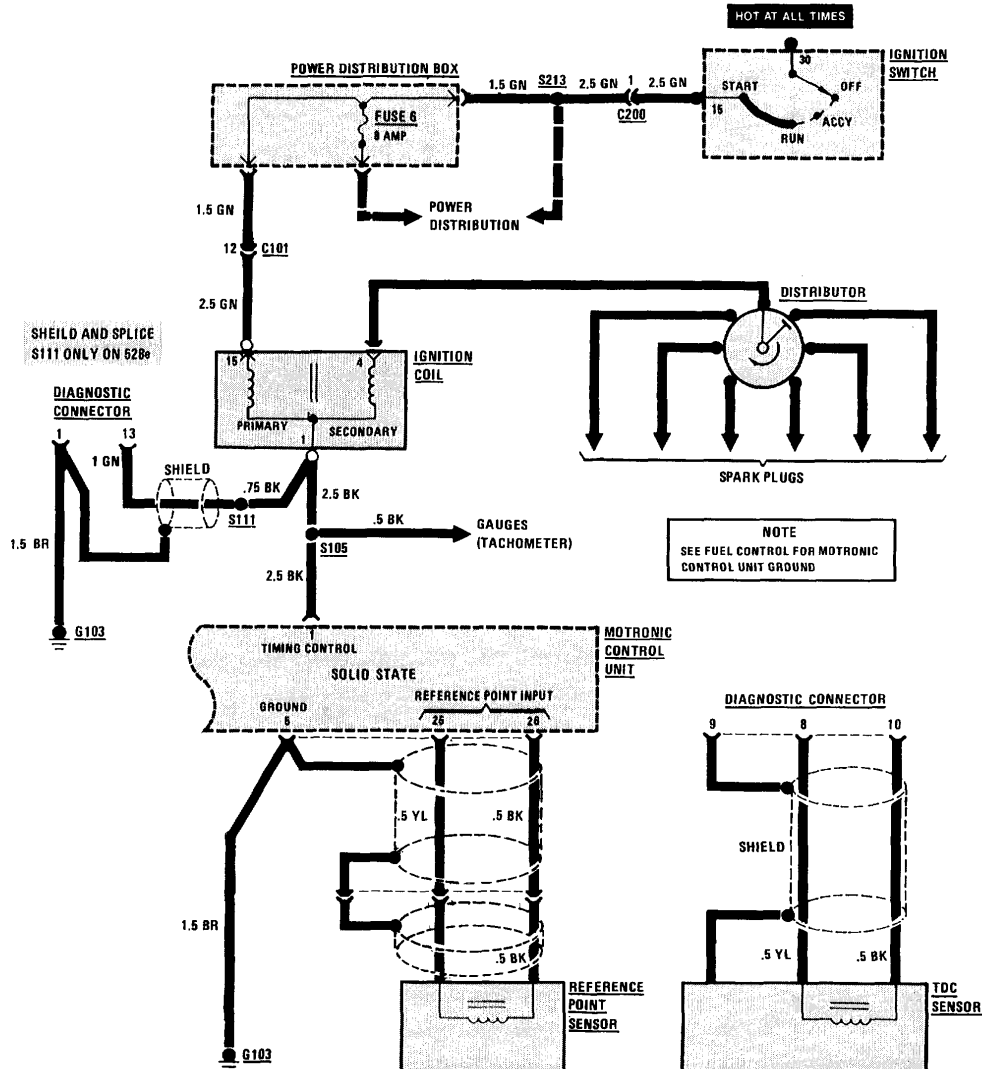 HOT AT ALL TIMES
IGNITION
SWITCH
30
OFF
START
15
ACCY
RUN
POWER DISTRIBUTION BOX
1.5 GN
S213
2.5 GN
1
2.5 GN
C200
FUSE 6
8 AMP
1.5 GN
POWER
DISTRIBUTION
12
C101
2.5 GN
DISTRIBUTOR
SHEILD AND SPLICE
S111 ONLY ON 528e
IGNITION
COIL
15
4
PRIMARY
SECONDARY
1
DIAGNOSTIC
CONNECTOR
1
13
1 GN
SHIELD
.75 BK
S111
2.5 BK
.5 BK
GAUGES
(TACHOMETER)
S105
1.5 BR
2.5 BK
G103
SPARK PLUGS
NOTE
SEE FUEL CONTROL FOR MOTRONIC
CONTROL UNIT GROUND
1
TIMING CONTROL
MOTRONIC
CONTROL
UNIT
SOLID STATE
REFERENCE POINT INPUT
GROUND
5
25
26
DIAGNOSTIC CONNECTOR
9
8
10
.5 YL
.5 BK
SHIELD
1.5 BR
.5 BK
.5 YL
.5 BK
REFERENCE
POINT
SENSOR
TDC
SENSOR
G103